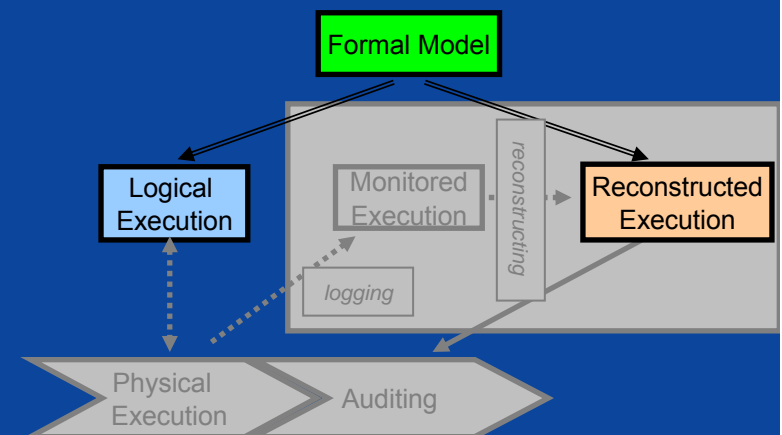 Formal Model
Logical
Execution
Monitored
Execution
reconstructing
Reconstructed
Execution
logging
Physical
Execution
Auditing